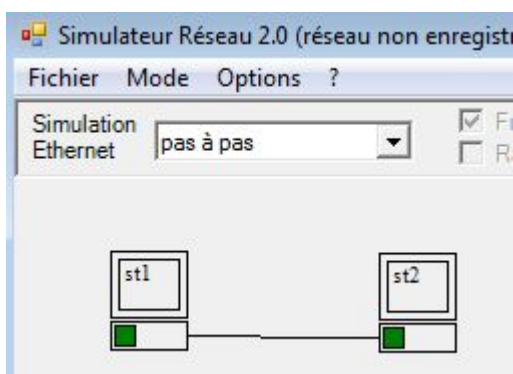 Simulateur Réseau 2.0 (réseau non enregistr
Fichier Mode Options ?
Simulation
Ethernet
pas à pas
st1
st2